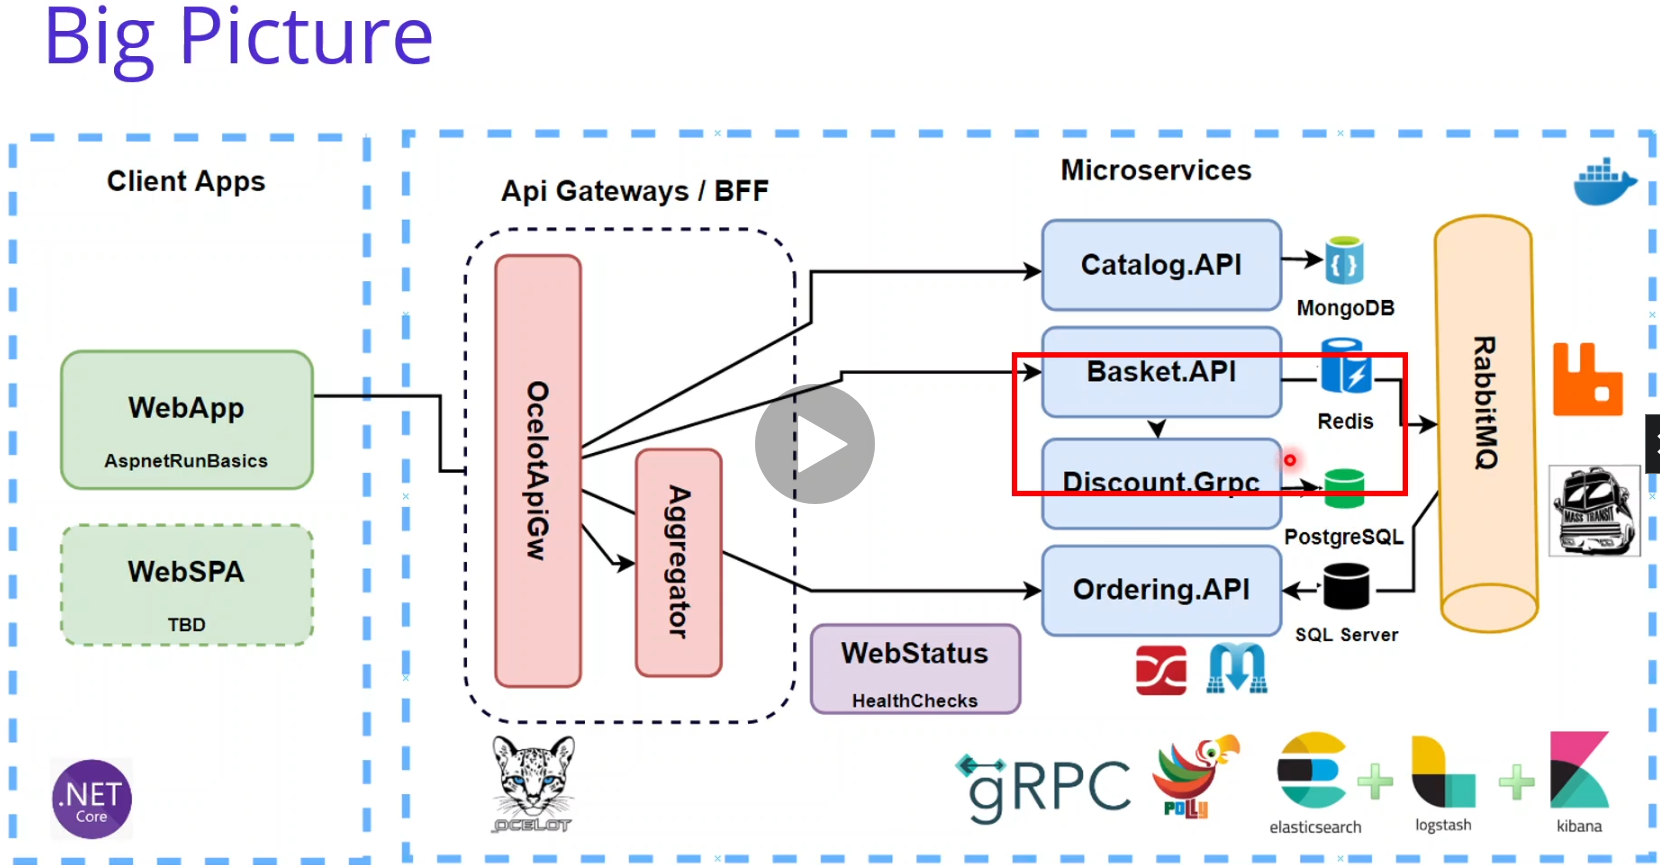 Big Picture
Client Apps
Api Gateways / BFF
Microservices
WebApp
AspnetRunBasics
WebSPA
TBD
OcelotApiGw
Aggregator
Catalog.API
MongoDB
Basket.API
Redis
Discount.Grpc
PostgreSQL
Ordering.API
SQL Server
RabbitMQ
MASS TRANSIT
WebStatus
HealthChecks
.NET
Core
OCELOT
gRPC
POLLY
elasticsearch
logstash
kibana